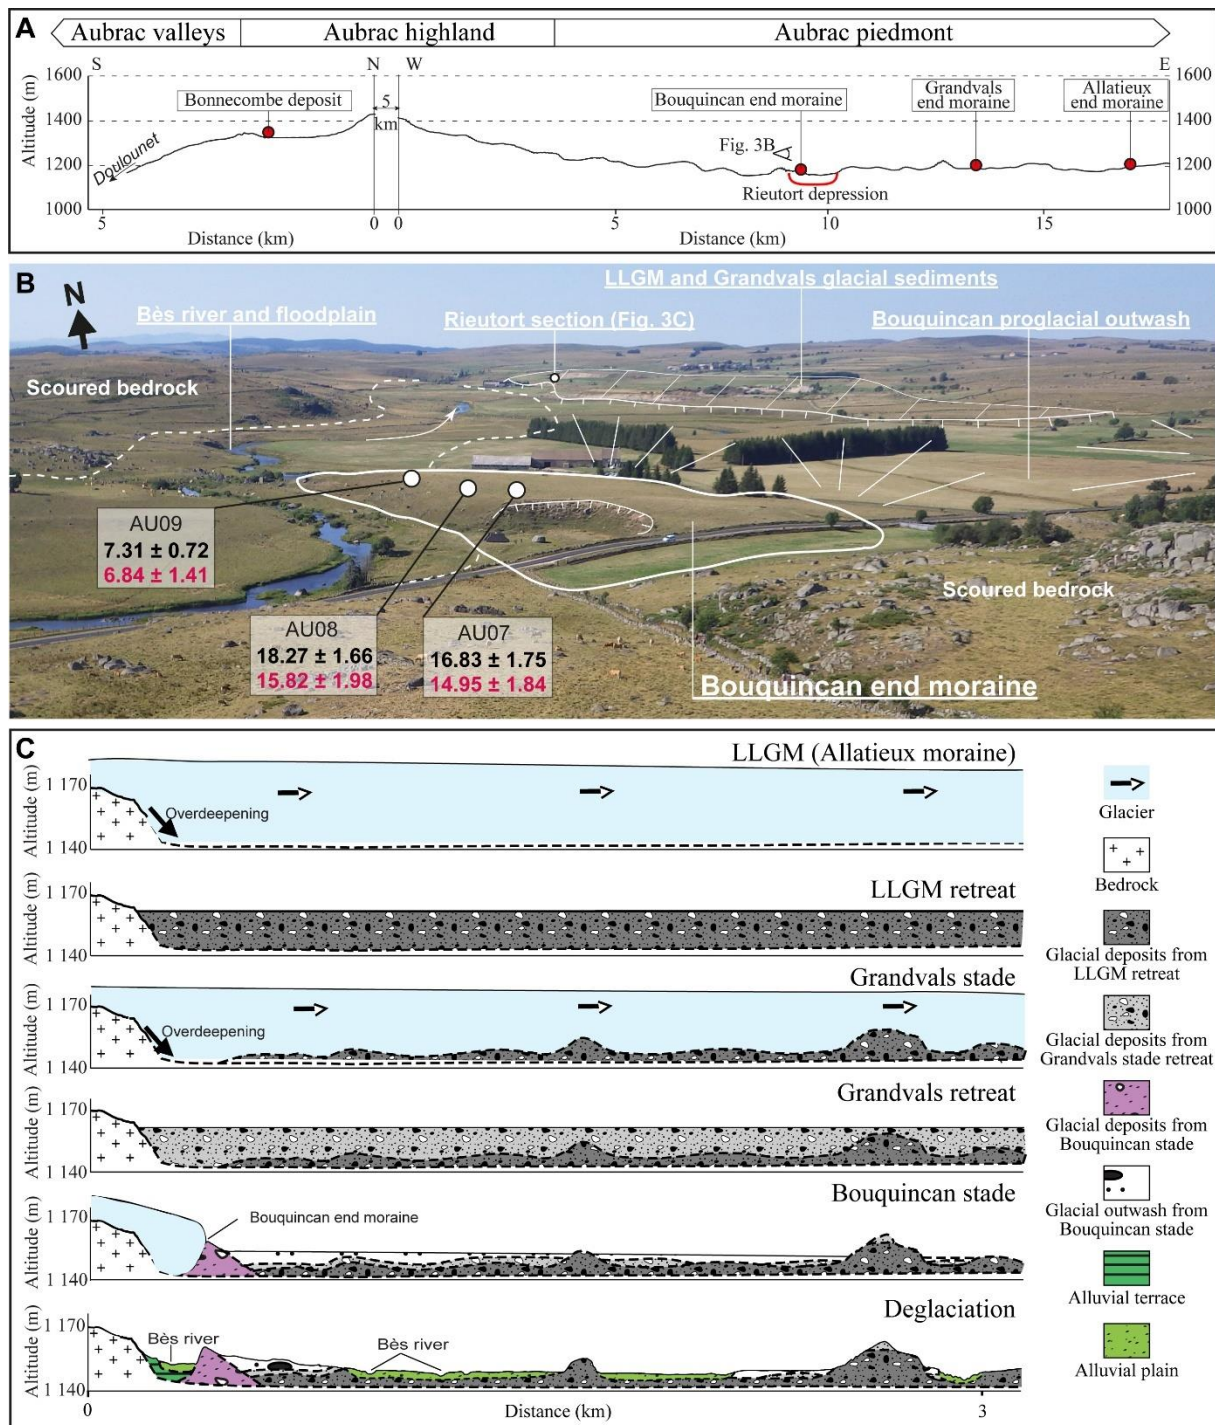 A
Aubrac valleys
Aubrac highland
Aubrac piedmont
S
N
W
E
1600
1400
1200
1000
Altitude (m)
Bonnecombe deposit
Doulounet
5
km
Bouquincan end moraine
Grandvals
end moraine
Allatieux
end moraine
Fig. 3B
Rieutort depression
1600
1400
1200
1000
Altitude (m)
5
0
0
5
10
15
Distance (km)
Distance (km)
B
N
LLGM and Grandvals glacial sediments
Bès river and floodplain
Rieutort section (Fig. 3C)
Bouquincan proglacial outwash
Scoured bedrock
AU09
7.31 ± 0.72
6.84 ± 1.41
AU08
18.27 ± 1.66
15.82 ± 1.98
AU07
16.83 ± 1.75
14.95 ± 1.84
Scoured bedrock
Bouquincan end moraine
C
LLGM (Allatieux moraine)
Altitude (m)
1 170
1 140
Overdeepening
LLGM retreat
Altitude (m)
1 170
1 140
Grandvals stade
Altitude (m)
1 170
1 140
Overdeepening
Grandvals retreat
Altitude (m)
1 170
1 140
Bouquincan stade
Altitude (m)
1 170
1 140
Bouquincan end moraine
Deglaciation
Altitude (m)
1 170
1 140
Bès river
Bès river
0
Distance (km)
3
Glacier
Bedrock
Glacial deposits from
LLGM retreat
Glacial deposits from
Grandvals stade retreat
Glacial deposits from
Bouquincan stade
Glacial outwash from
Bouquincan stade
Alluvial terrace
Alluvial plain